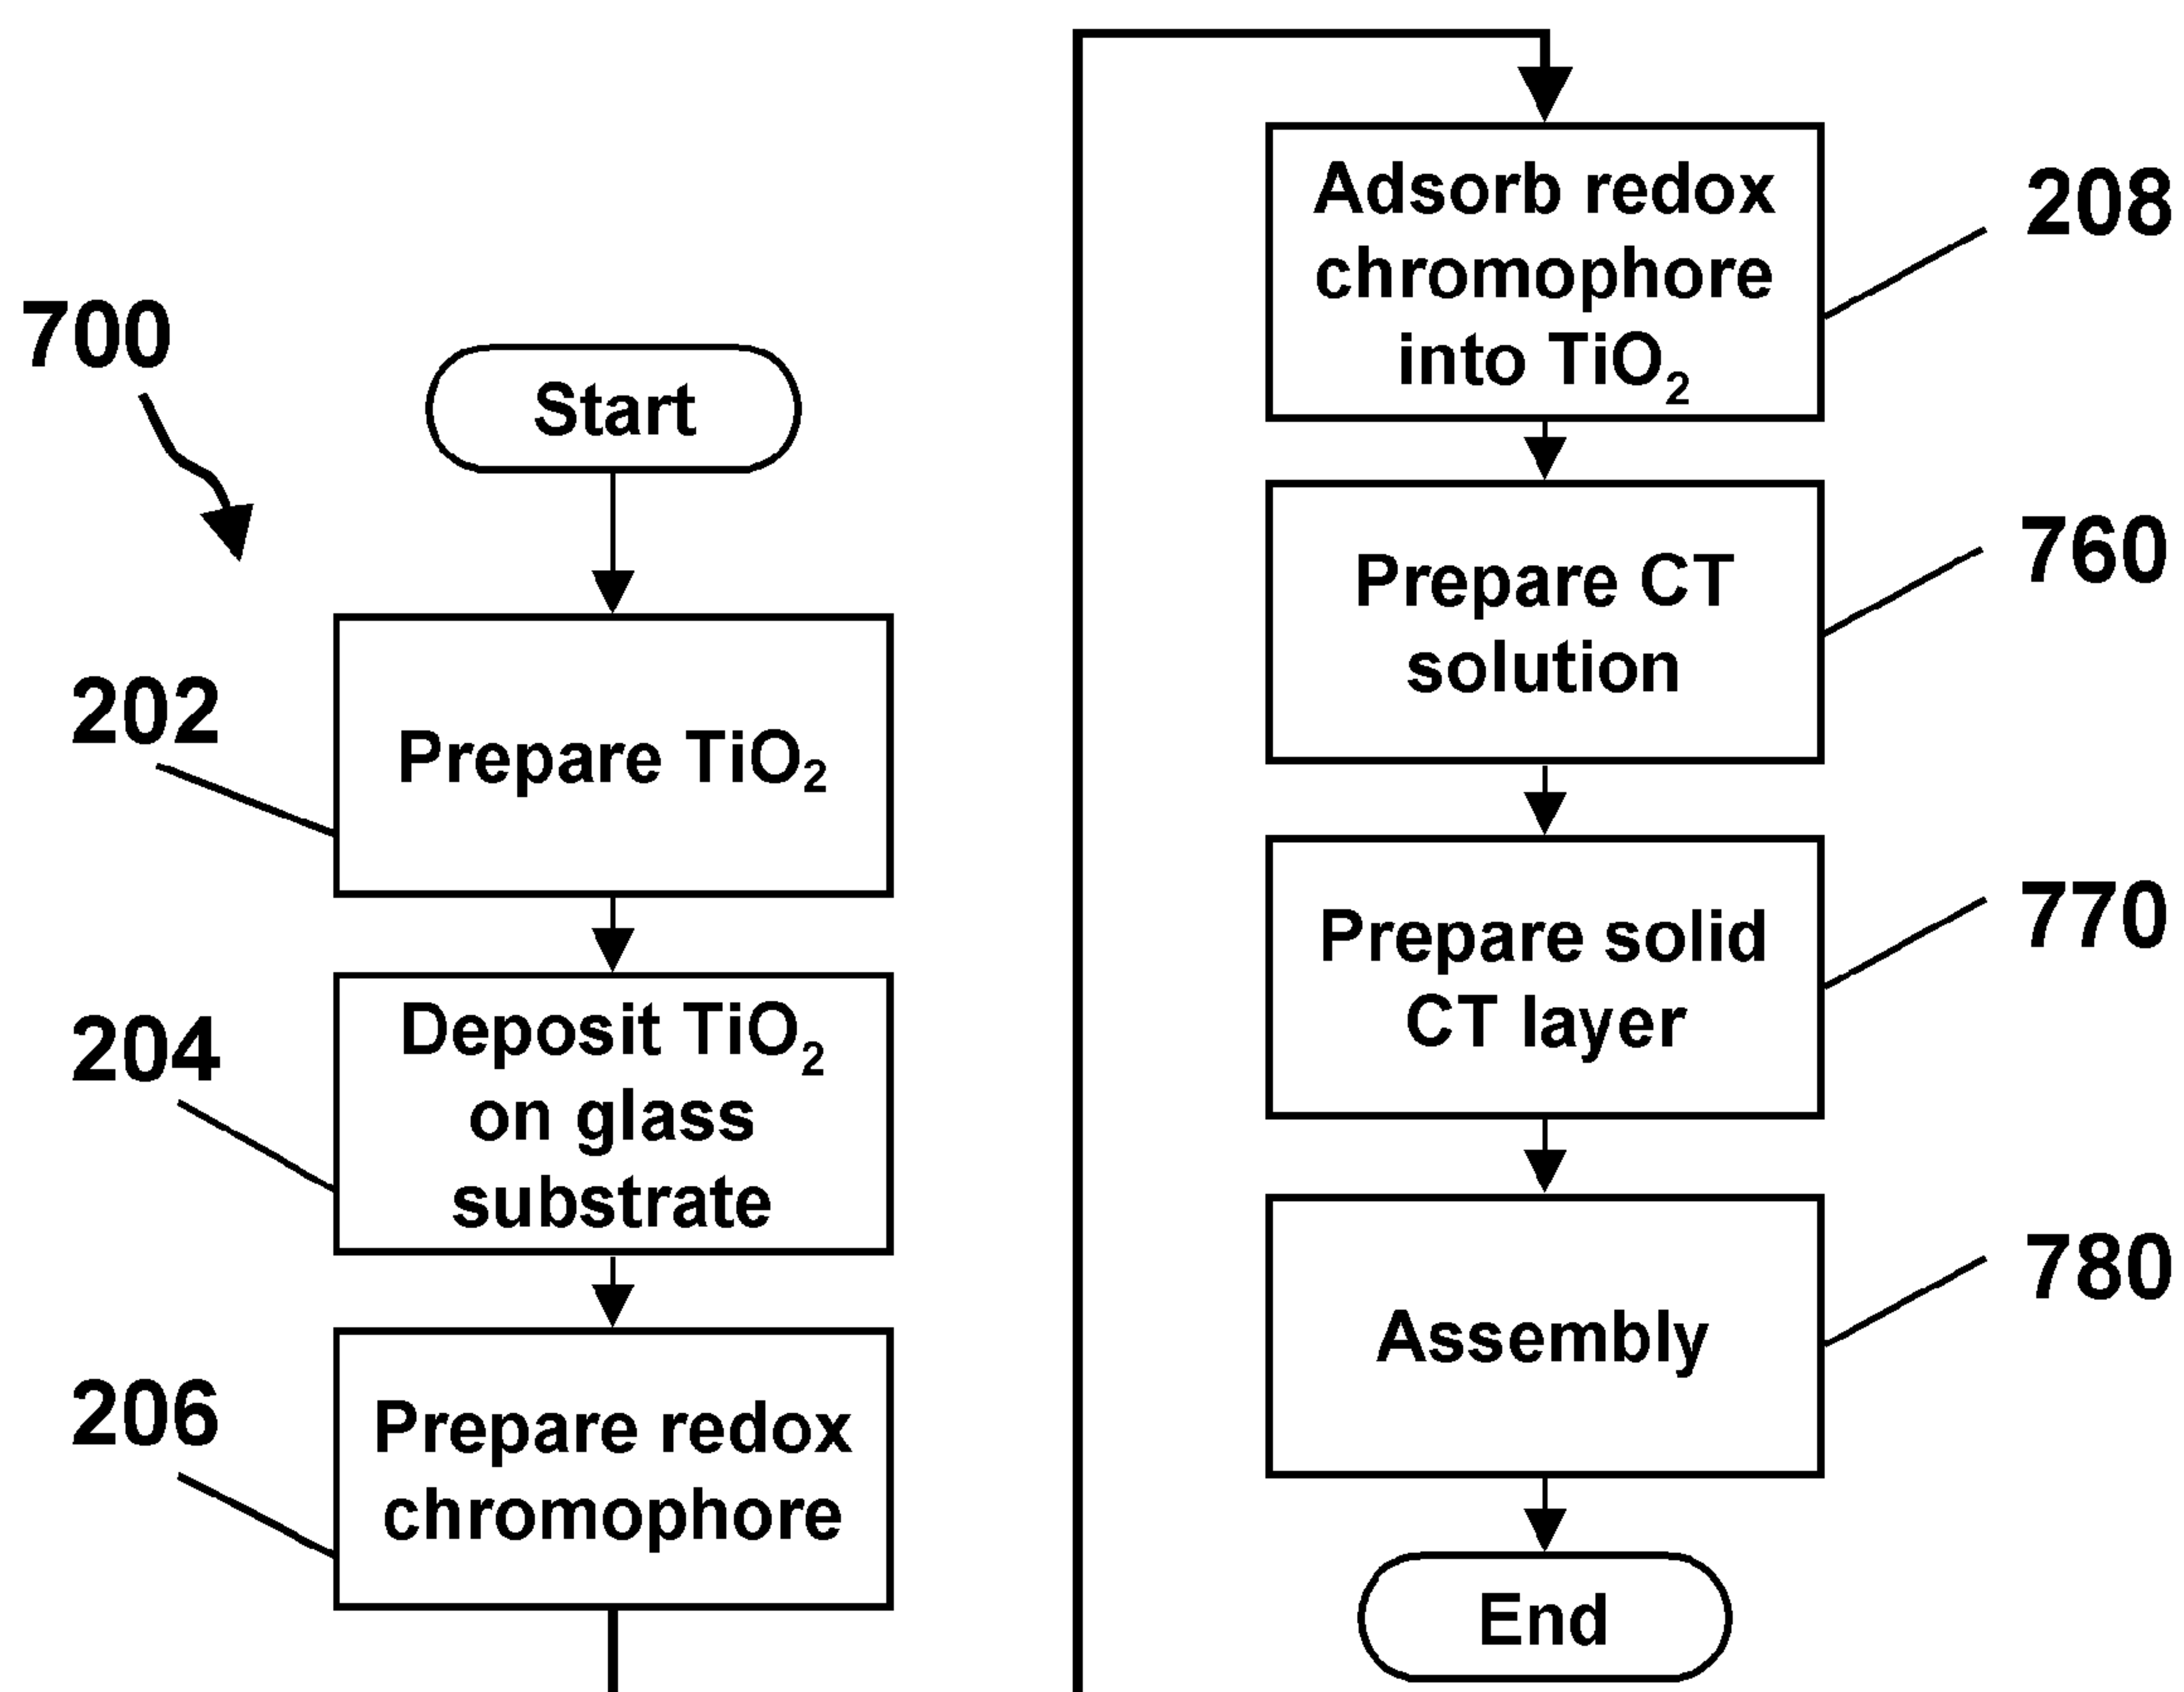 700
Start
202
Prepare TiO₂
204
Deposit TiO₂
on glass
substrate
206
Prepare redox
chromophore
Adsorb redox
chromophore
into TiO₂
208
Prepare CT
solution
760
Prepare solid
CT layer
770
Assembly
780
End